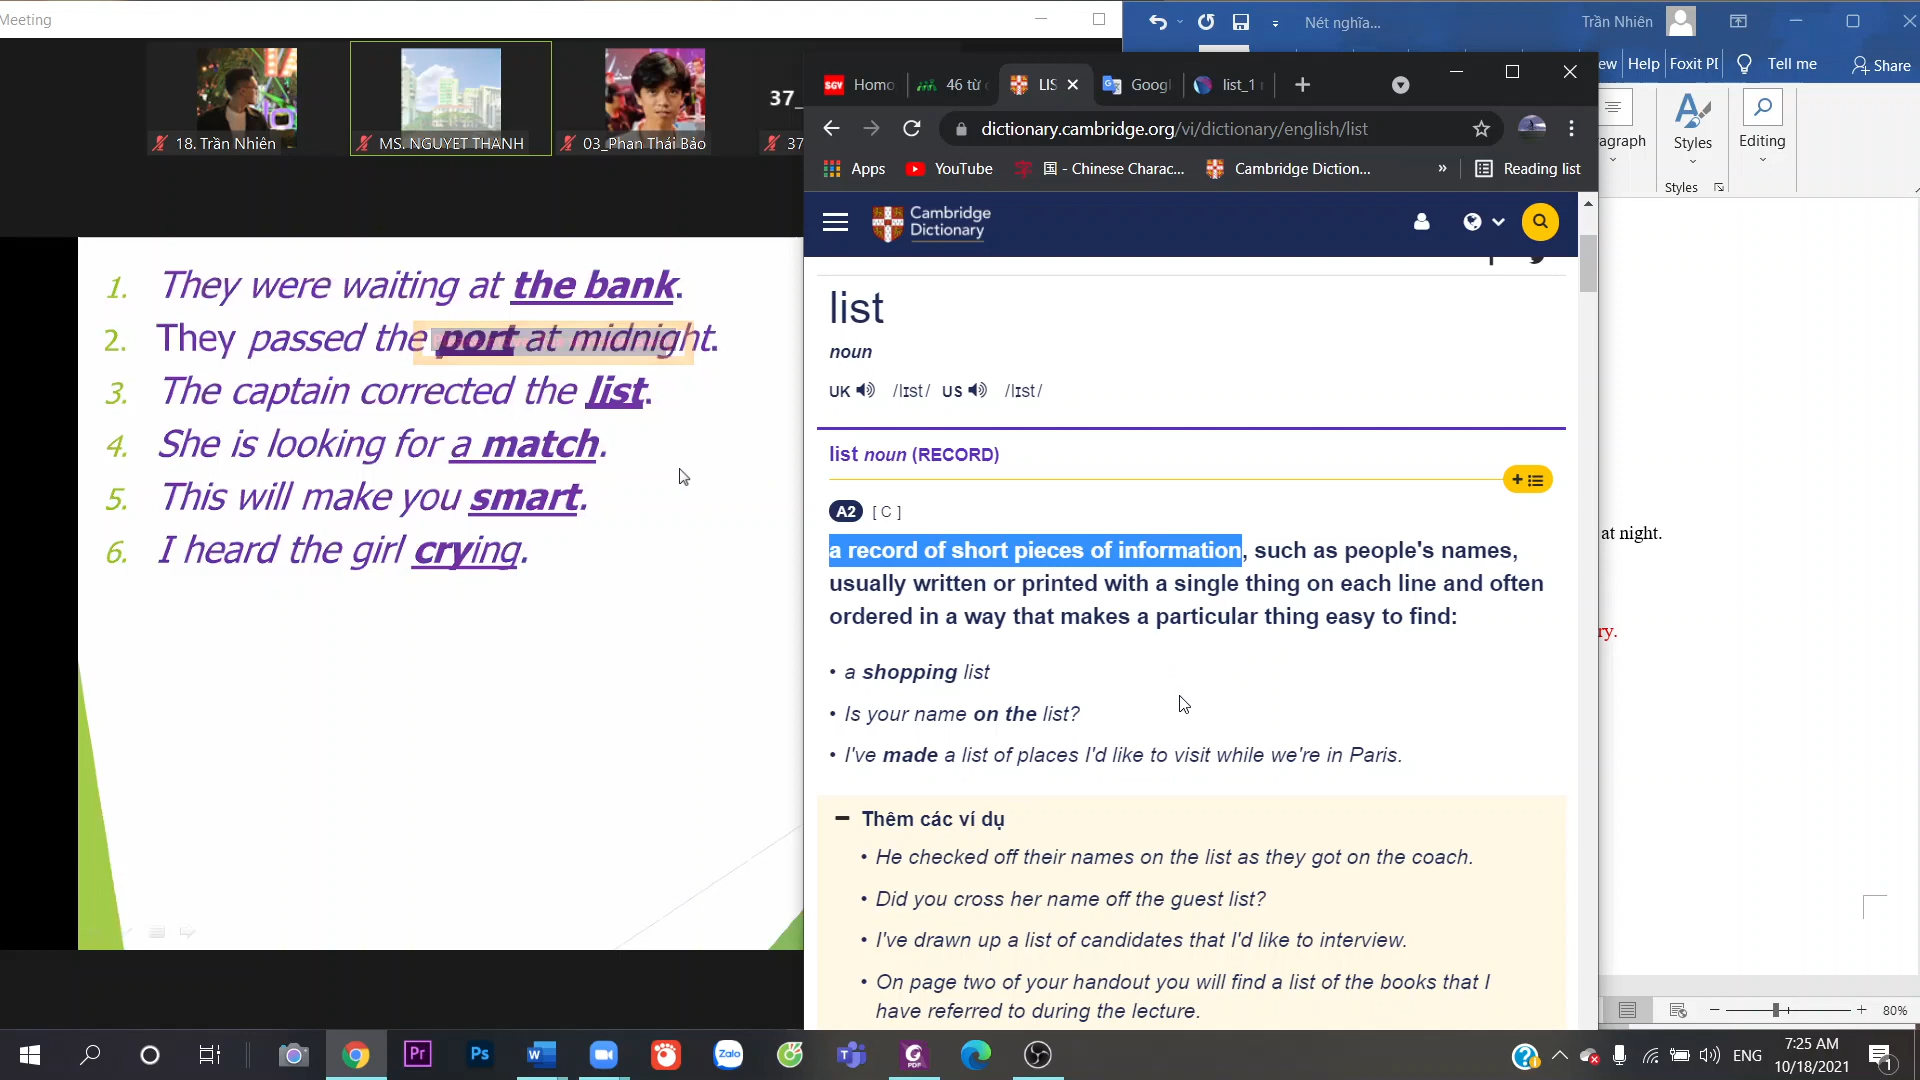 Meeting
18. Trần Nhiên
MS. NGUYET THANH
03_Phan Thái Bảo
37_
37
1. They were waiting at the bank.
2. They passed the port at midnight.
3. The captain corrected the list.
4. She is looking for a match.
5. This will make you smart.
6. I heard the girl crying.
Nét nghĩa...
Trần Nhiên
ew Help Foxit PI Tell me Share
agraph
Styles
Editing
Styles
at night.
ry.
80%
SGV Homo
46 từ
LIS
Googl
list_1
dictionary.cambridge.org/vi/dictionary/english/list
Apps YouTube 国 - Chinese Charac... Cambridge Diction... » Reading list
Cambridge
Dictionary
list
noun
UK /lɪst/ US /lɪst/
list noun (RECORD)
A2 [ C ]
a record of short pieces of information, such as people's names,
usually written or printed with a single thing on each line and often
ordered in a way that makes a particular thing easy to find:
• a shopping list
• Is your name on the list?
• I've made a list of places I'd like to visit while we're in Paris.
Thêm các ví dụ
• He checked off their names on the list as they got on the coach.
• Did you cross her name off the guest list?
• I've drawn up a list of candidates that I'd like to interview.
• On page two of your handout you will find a list of the books that I
have referred to during the lecture.
Pr
Ps
Zalo
PDF
ENG
7:25 AM
10/18/2021
1